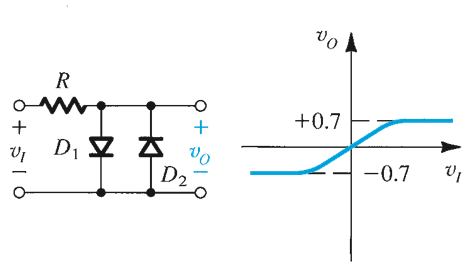 R
+
v_I
−
D_1
D_2
+
v_O
−
v_O
+0.7
−0.7
v_I